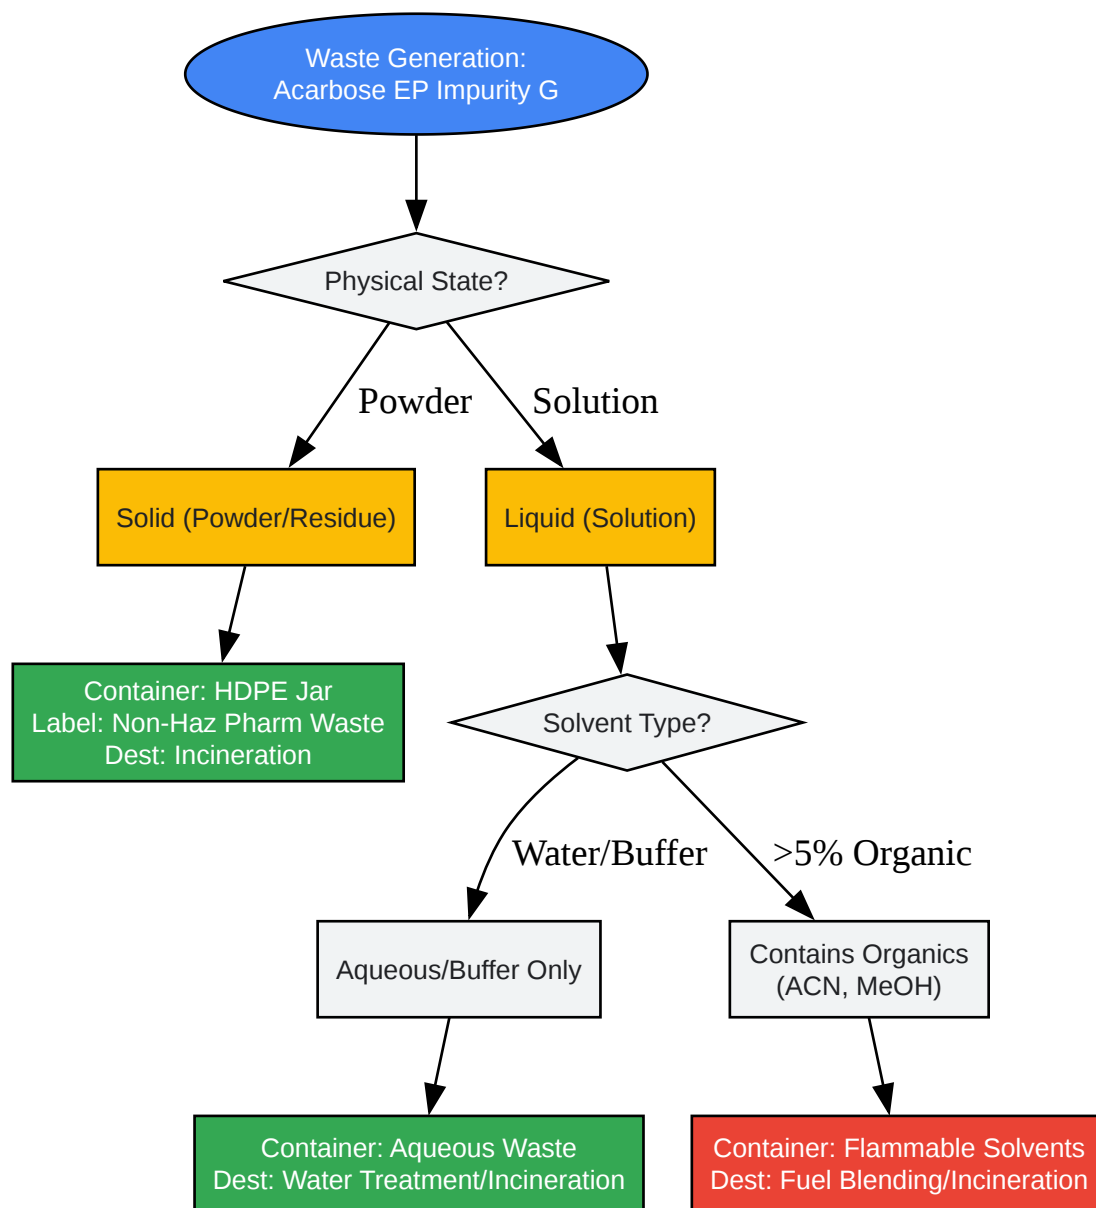 Waste Generation:
Acarbose EP Impurity G
Physical State?
Powder
Solution
Solid (Powder/Residue)
Liquid (Solution)
Container: HDPE Jar
Label: Non-Haz Pharm Waste
Dest: Incineration
Solvent Type?
Water/Buffer
>5% Organic
Aqueous/Buffer Only
Contains Organics
(ACN, MeOH)
Container: Aqueous Waste
Dest: Water Treatment/Incineration
Container: Flammable Solvents
Dest: Fuel Blending/Incineration